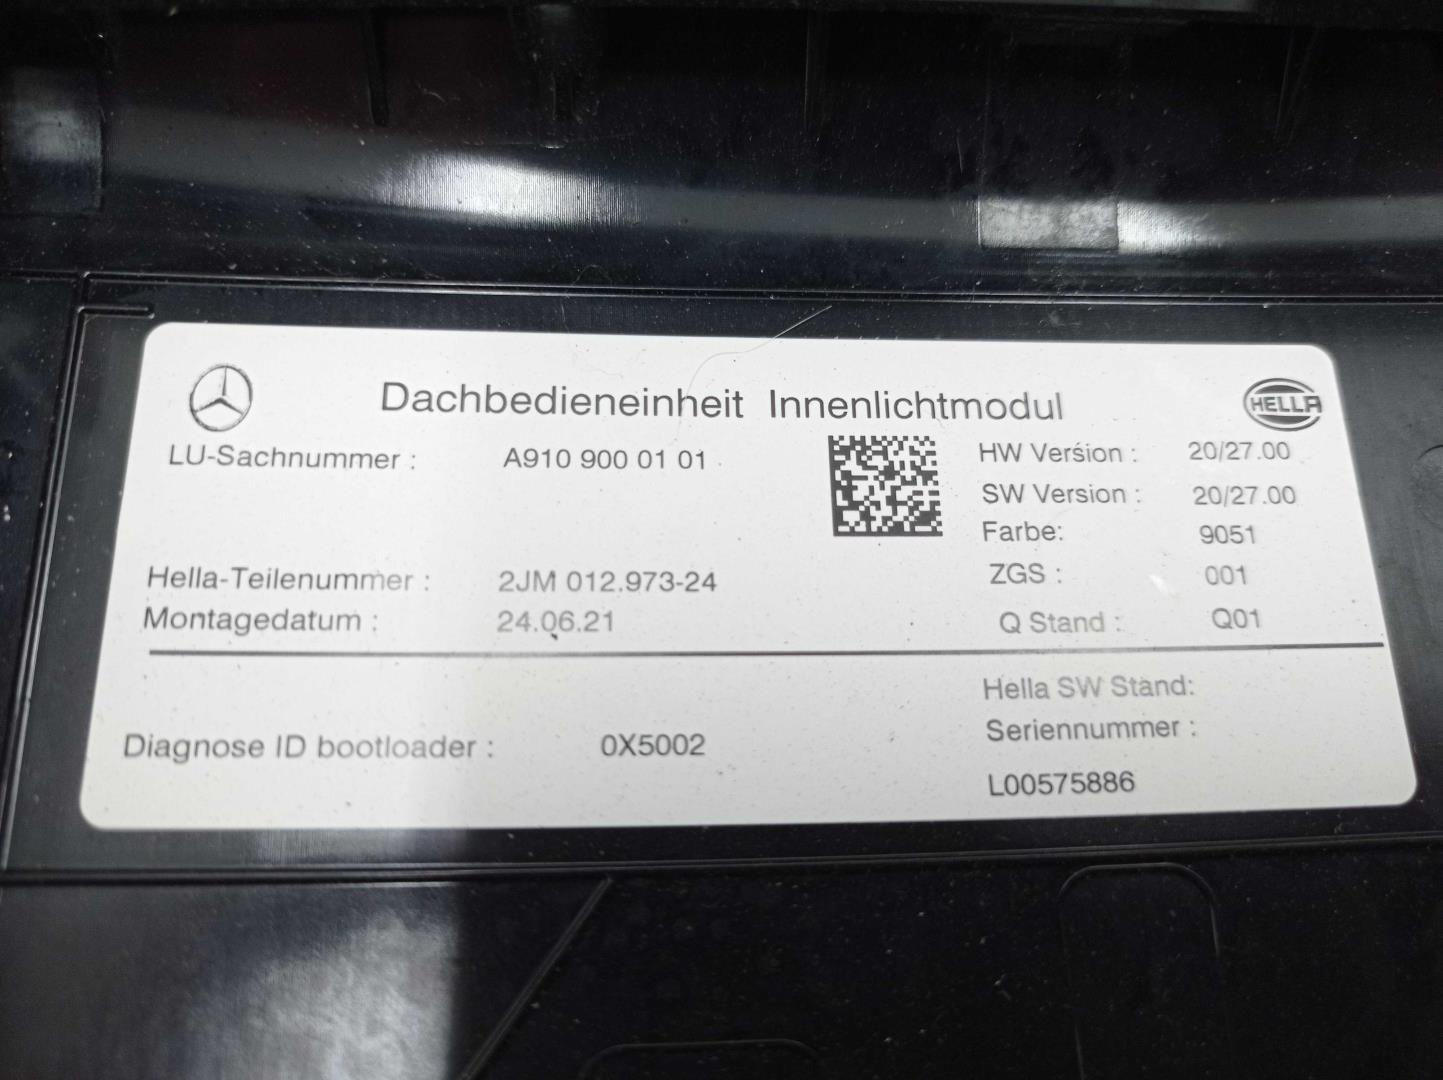 Dachbedieneinheit Innenlichtmodul
HELLA
LU-Sachnummer : A910 900 01 01
HW Version : 20/27.00
SW Version : 20/27.00
Farbe: 9051
Hella-Teilenummer : 2JM 012.973-24
ZGS : 001
Montagedatum : 24.06.21
Q Stand : Q01
Hella SW Stand:
Diagnose ID bootloader : 0X5002
Seriennummer :
L00575886